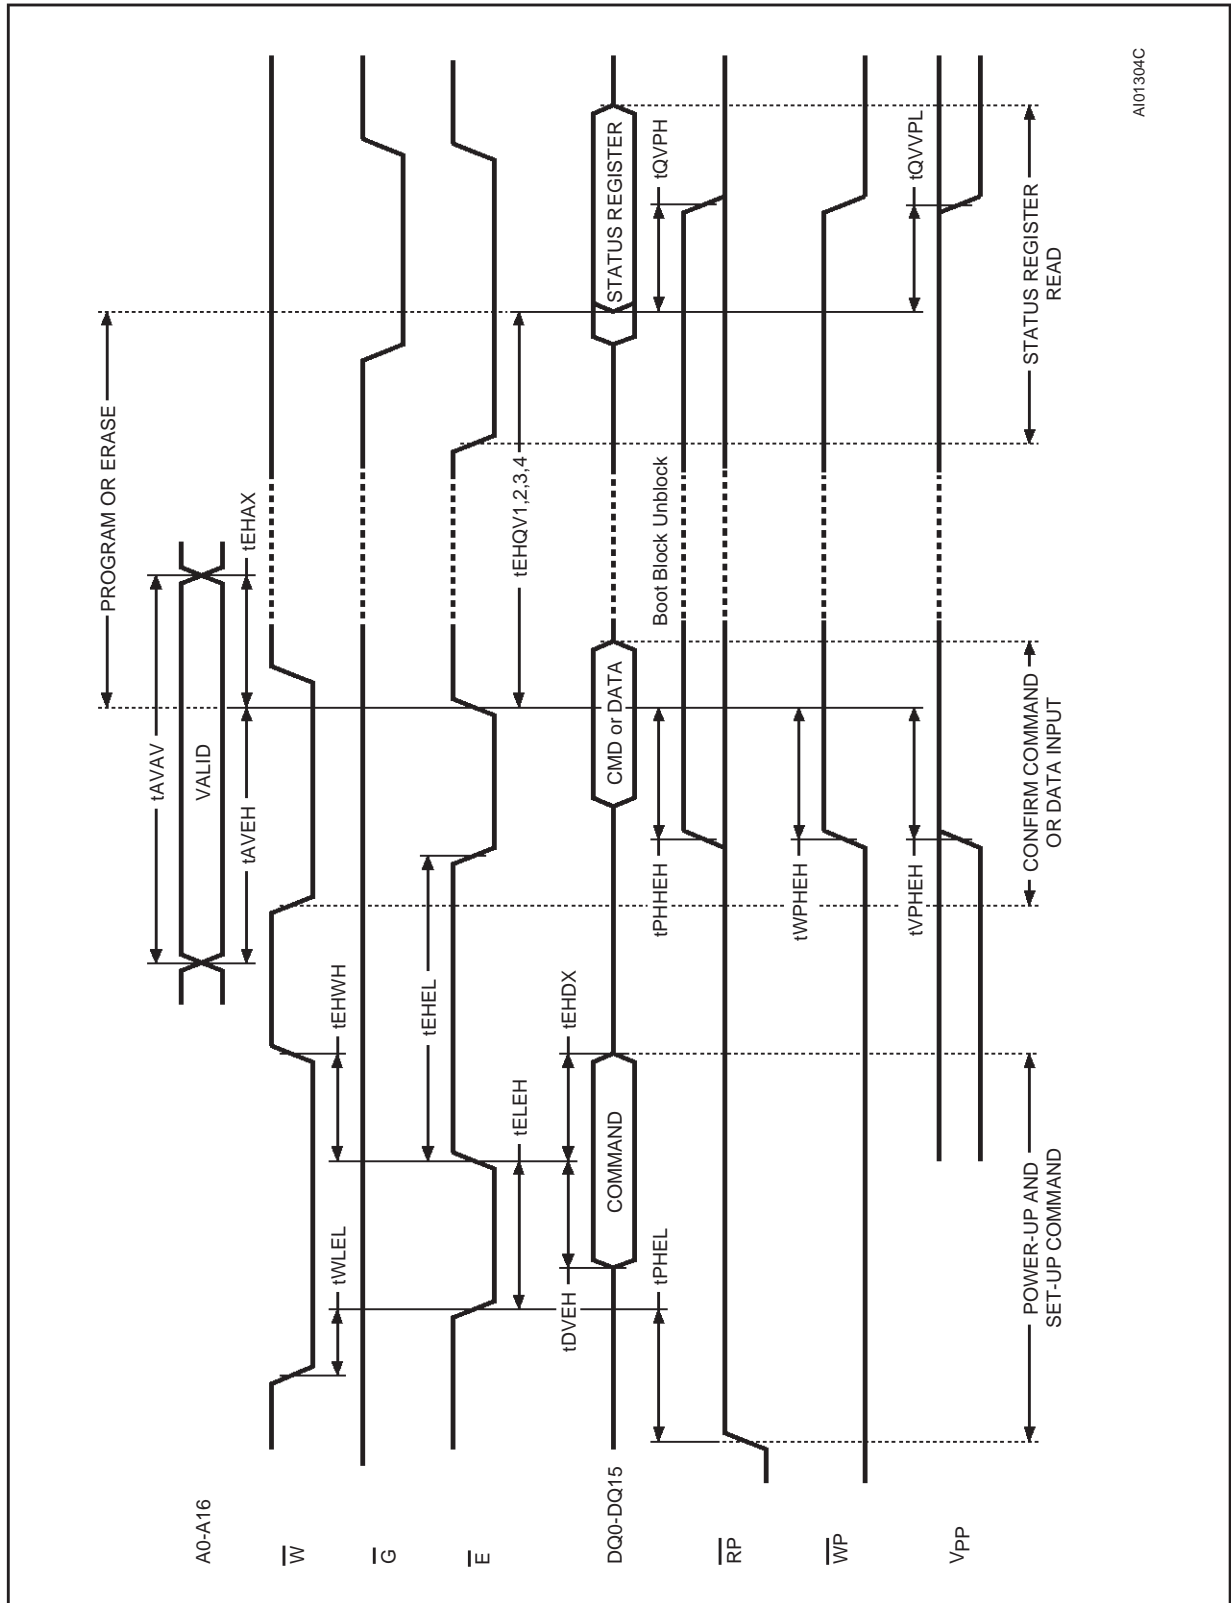 A0-A16
tAVAV
VALID
PROGRAM OR ERASE
tAVEH
tEHAX
W
tWLEL
tEHWH
G
tEHEL
E
tELEH
tEHQV1,2,3,4
tDVEH
tEHDX
DQ0-DQ15
COMMAND
CMD or DATA
STATUS REGISTER
tPHEL
tPHHEH
Boot Block Unblock
tQVPH
RP
tWPHEH
WP
tVPHEH
tQVVPL
VPP
POWER-UP AND
SET-UP COMMAND
CONFIRM COMMAND
OR DATA INPUT
STATUS REGISTER
READ
AI01304C